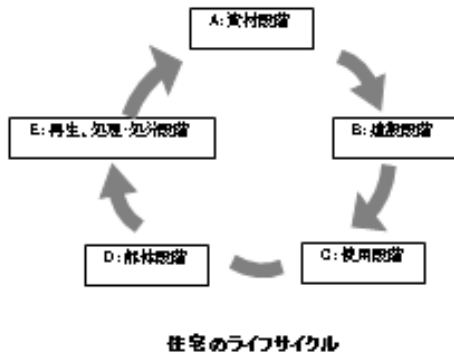 A:資材段階
B:建設段階
C:使用段階
D:解体段階
E:再生、処理・処分段階
住宅のライフサイクル